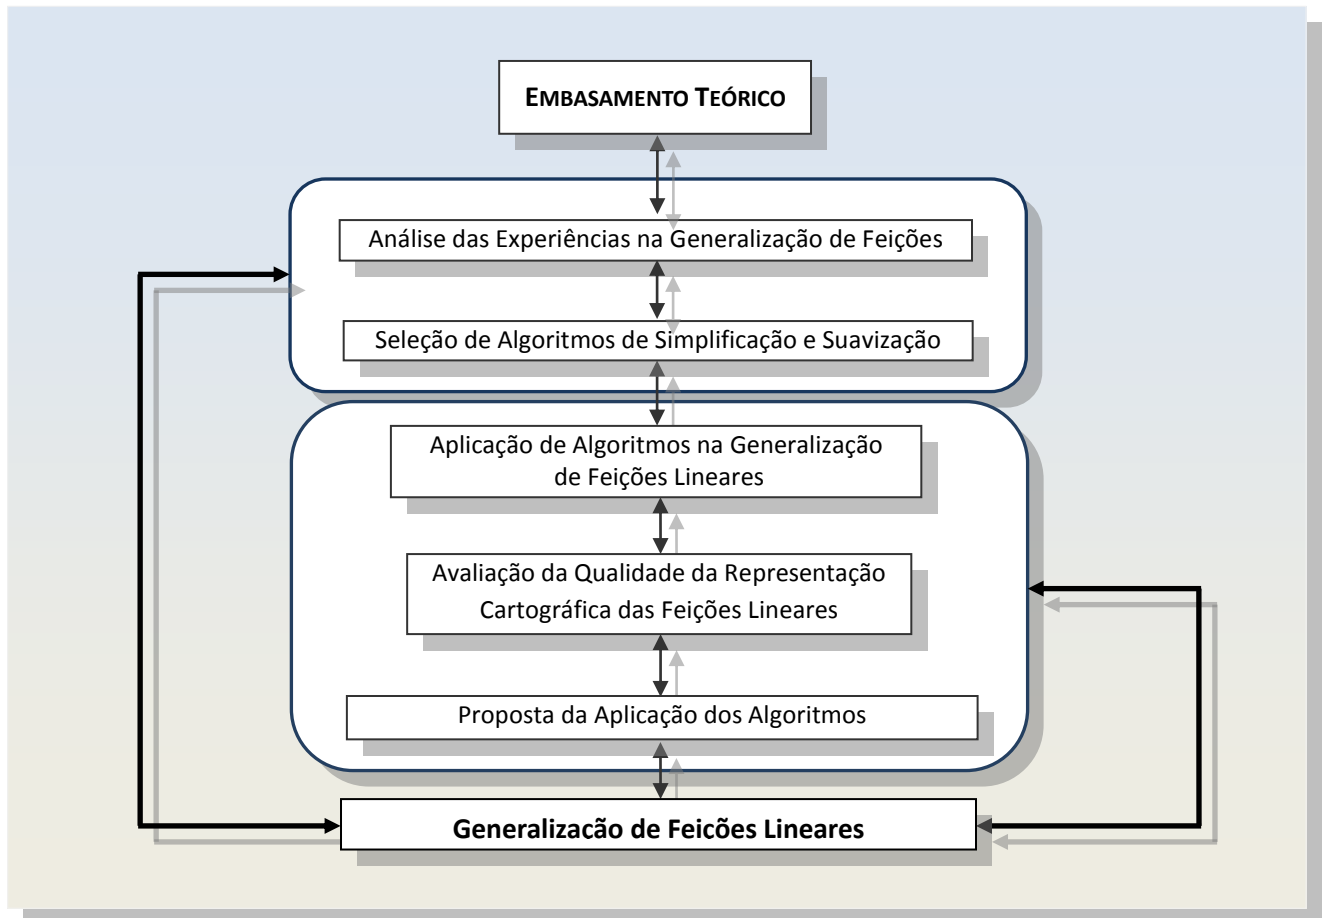 EMBASAMENTO TEÓRICO
Análise das Experiências na Generalização de Feições
Seleção de Algoritmos de Simplificação e Suavização
Aplicação de Algoritmos na Generalização
de Feições Lineares
Avaliação da Qualidade da Representação
Cartográfica das Feições Lineares
Proposta da Aplicação dos Algoritmos
Generalizacão de Feicões Lineares